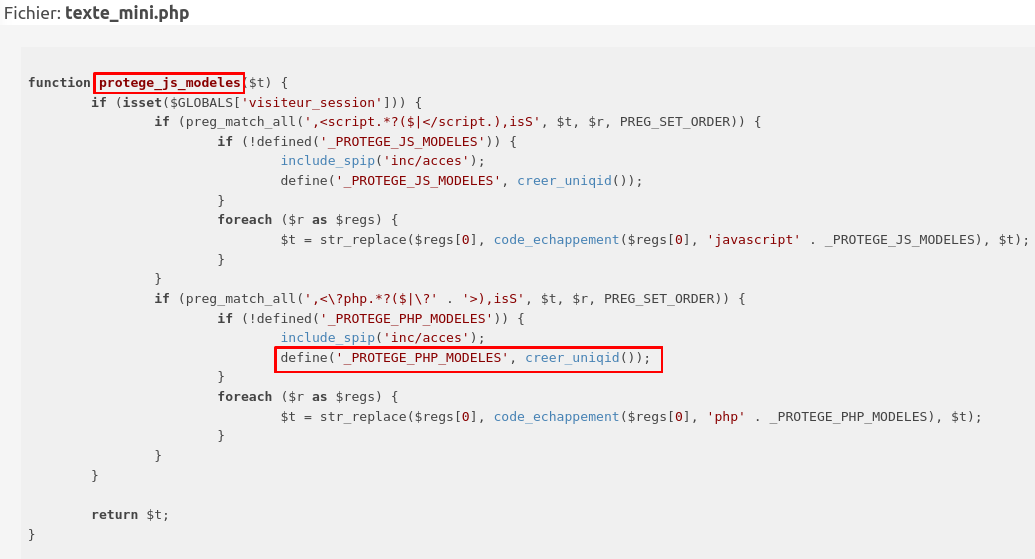 Fichier: texte_mini.php
function protege_js_modeles($t) {
if (isset($GLOBALS['visiteur_session'])) {
if (preg_match_all(',<script.*?($|</script.),isS', $t, $r, PREG_SET_ORDER)) {
if (!defined('_PROTEGE_JS_MODELES')) {
include_spip('inc/acces');
define('_PROTEGE_JS_MODELES', creer_uniqid());
}
foreach ($r as $regs) {
$t = str_replace($regs[0], code_echappement($regs[0], 'javascript' . _PROTEGE_JS_MODELES), $t);
}
}
if (preg_match_all(',<\?php.*?($|\?' . '>),isS', $t, $r, PREG_SET_ORDER)) {
if (!defined('_PROTEGE_PHP_MODELES')) {
include_spip('inc/acces');
define('_PROTEGE_PHP_MODELES', creer_uniqid());
}
foreach ($r as $regs) {
$t = str_replace($regs[0], code_echappement($regs[0], 'php' . _PROTEGE_PHP_MODELES), $t);
}
}
}
return $t;
}